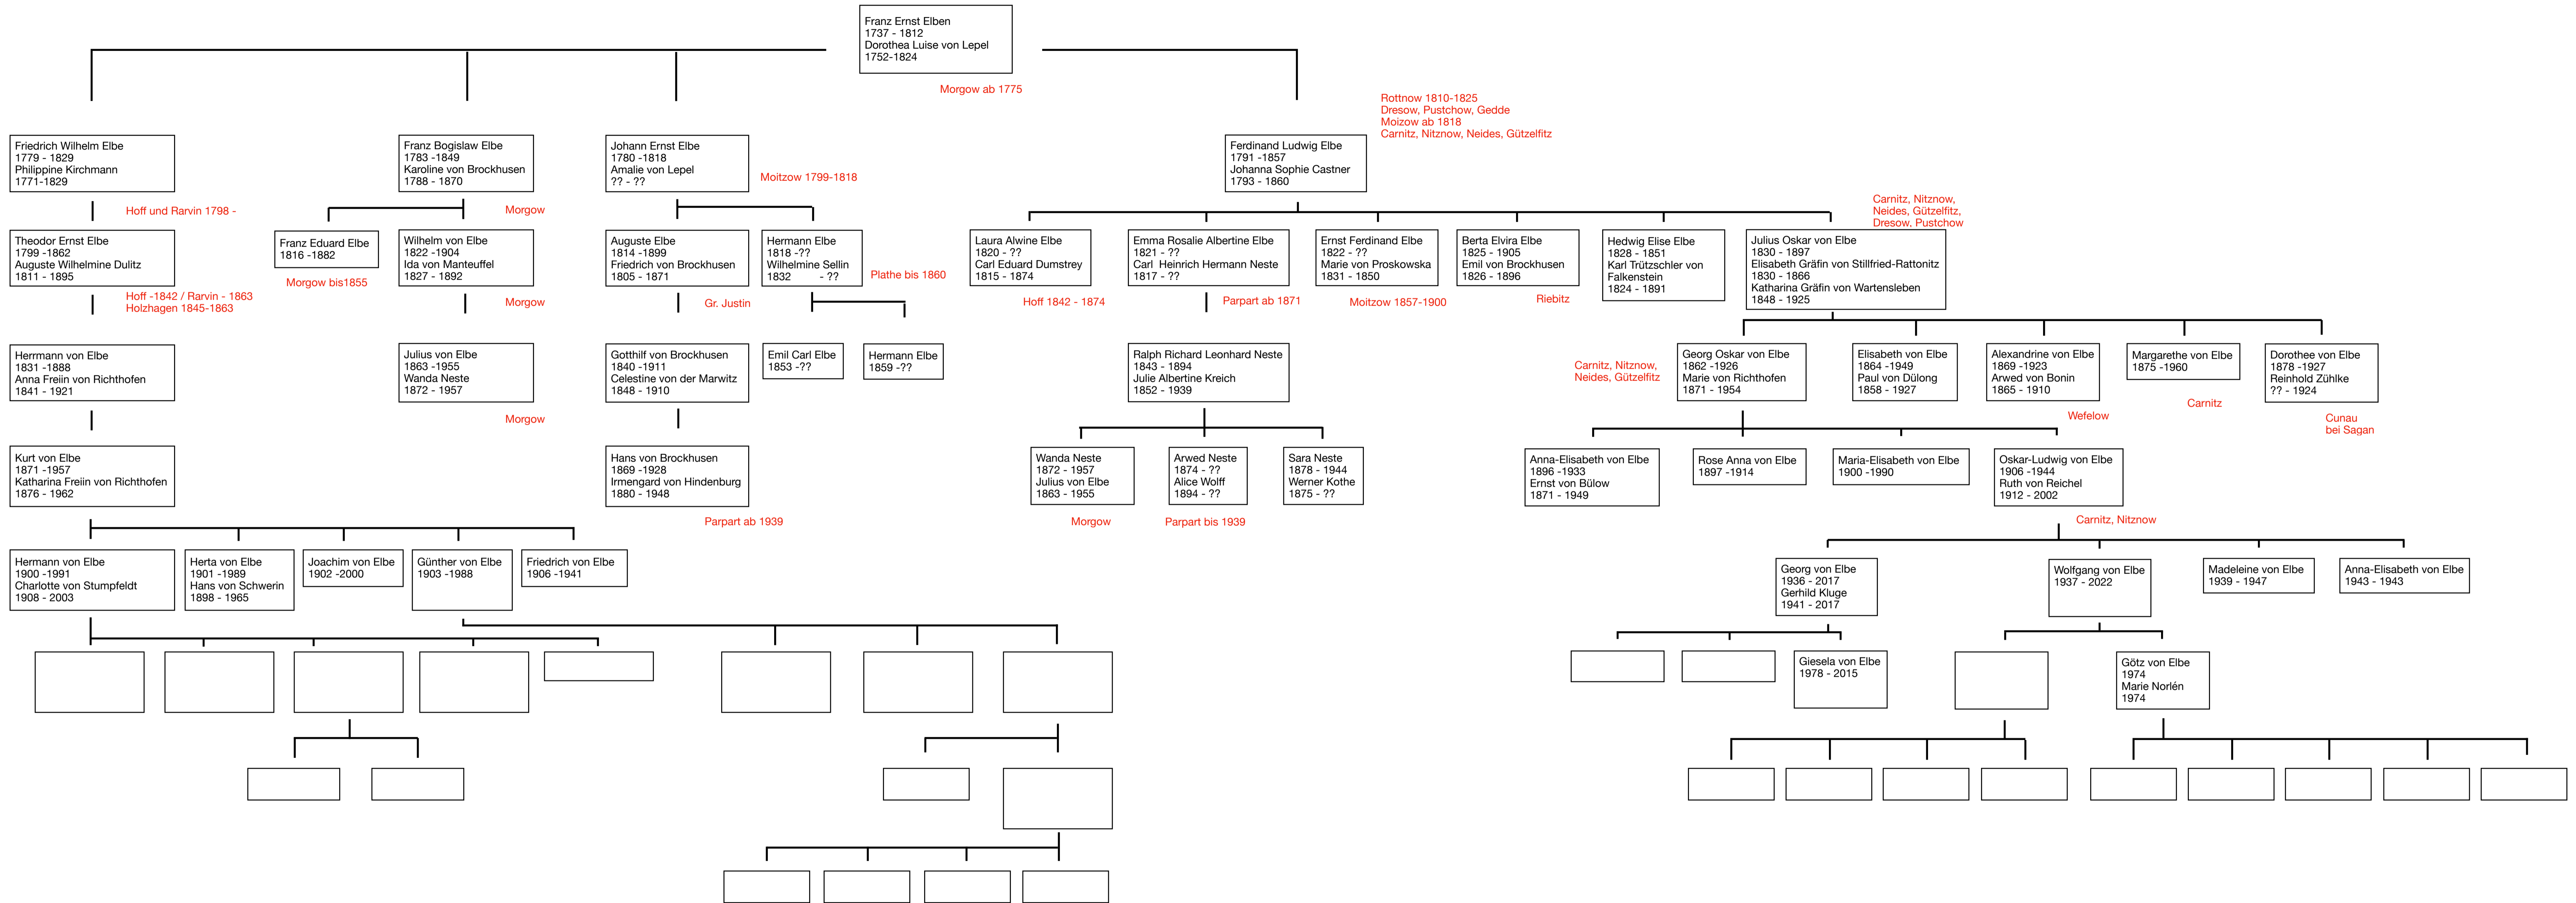 Franz Ernst Elben
1737 - 1812
Dorothea Luise von Lepel
1752-1824
Morgow ab 1775
Rottnow 1810-1825
Dresow, Pustchow, Gedde
Moizow ab 1818
Carnitz, Nitznow, Neides, Gützelfitz
Friedrich Wilhelm Elbe
1779 - 1829
Philippine Kirchmann
1771-1829
Hoff und Rarvin 1798 -
Franz Bogislaw Elbe
1783 -1849
Karoline von Brockhusen
1788 - 1870
Morgow
Johann Ernst Elbe
1780 -1818
Amalie von Lepel
?? - ??
Moitzow 1799-1818
Ferdinand Ludwig Elbe
1791 -1857
Johanna Sophie Castner
1793 - 1860
Carnitz, Nitznow,
Neides, Gützelfitz,
Dresow, Pustchow
Theodor Ernst Elbe
1799 -1862
Auguste Wilhelmine Dulitz
1811 - 1895
Hoff -1842 / Rarvin - 1863
Holzhagen 1845-1863
Franz Eduard Elbe
1816 -1882
Morgow bis1855
Wilhelm von Elbe
1822 -1904
Ida von Manteuffel
1827 - 1892
Morgow
Auguste Elbe
1814 -1899
Friedrich von Brockhusen
1805 - 1871
Gr. Justin
Hermann Elbe
1818 -??
Wilhelmine Sellin
1832 - ??
Plathe bis 1860
Laura Alwine Elbe
1820 - ??
Carl Eduard Dumstrey
1815 - 1874
Hoff 1842 - 1874
Emma Rosalie Albertine Elbe
1821 - ??
Carl Heinrich Hermann Neste
1817 - ??
Parpart ab 1871
Ernst Ferdinand Elbe
1822 - ??
Marie von Proskowska
1831 - 1850
Moitzow 1857-1900
Berta Elvira Elbe
1825 - 1905
Emil von Brockhusen
1826 - 1896
Riebitz
Hedwig Elise Elbe
1828 - 1851
Karl Trützschler von
Falkenstein
1824 - 1891
Julius Oskar von Elbe
1830 - 1897
Elisabeth Gräfin von Stillfried-Rattonitz
1830 - 1866
Katharina Gräfin von Wartensleben
1848 - 1925
Herrmann von Elbe
1831 -1888
Anna Freiin von Richthofen
1841 - 1921
Julius von Elbe
1863 -1955
Wanda Neste
1872 - 1957
Morgow
Gotthilf von Brockhusen
1840 -1911
Celestine von der Marwitz
1848 - 1910
Emil Carl Elbe
1853 -??
Hermann Elbe
1859 -??
Ralph Richard Leonhard Neste
1843 - 1894
Julie Albertine Kreich
1852 - 1939
Carnitz, Nitznow,
Neides, Gützelfitz
Georg Oskar von Elbe
1862 -1926
Marie von Richthofen
1871 - 1954
Elisabeth von Elbe
1864 -1949
Paul von Dülong
1858 - 1927
Alexandrine von Elbe
1869 -1923
Arwed von Bonin
1865 - 1910
Wefelow
Margarethe von Elbe
1875 -1960
Carnitz
Dorothee von Elbe
1878 -1927
Reinhold Zühlke
?? - 1924
Cunau
bei Sagan
Kurt von Elbe
1871 -1957
Katharina Freiin von Richthofen
1876 - 1962
Hans von Brockhusen
1869 -1928
Irmengard von Hindenburg
1880 - 1948
Parpart ab 1939
Wanda Neste
1872 - 1957
Julius von Elbe
1863 - 1955
Morgow
Arwed Neste
1874 - ??
Alice Wolff
1894 - ??
Parpart bis 1939
Sara Neste
1878 - 1944
Werner Kothe
1875 - ??
Anna-Elisabeth von Elbe
1896 -1933
Ernst von Bülow
1871 - 1949
Rose Anna von Elbe
1897 -1914
Maria-Elisabeth von Elbe
1900 -1990
Oskar-Ludwig von Elbe
1906 -1944
Ruth von Reichel
1912 - 2002
Carnitz, Nitznow
Hermann von Elbe
1900 -1991
Charlotte von Stumpfeldt
1908 - 2003
Herta von Elbe
1901 -1989
Hans von Schwerin
1898 - 1965
Joachim von Elbe
1902 -2000
Günther von Elbe
1903 -1988
Friedrich von Elbe
1906 -1941
Georg von Elbe
1936 - 2017
Gerhild Kluge
1941 - 2017
Wolfgang von Elbe
1937 - 2022
Madeleine von Elbe
1939 - 1947
Anna-Elisabeth von Elbe
1943 - 1943
Giesela von Elbe
1978 - 2015
Götz von Elbe
1974
Marie Norlén
1974